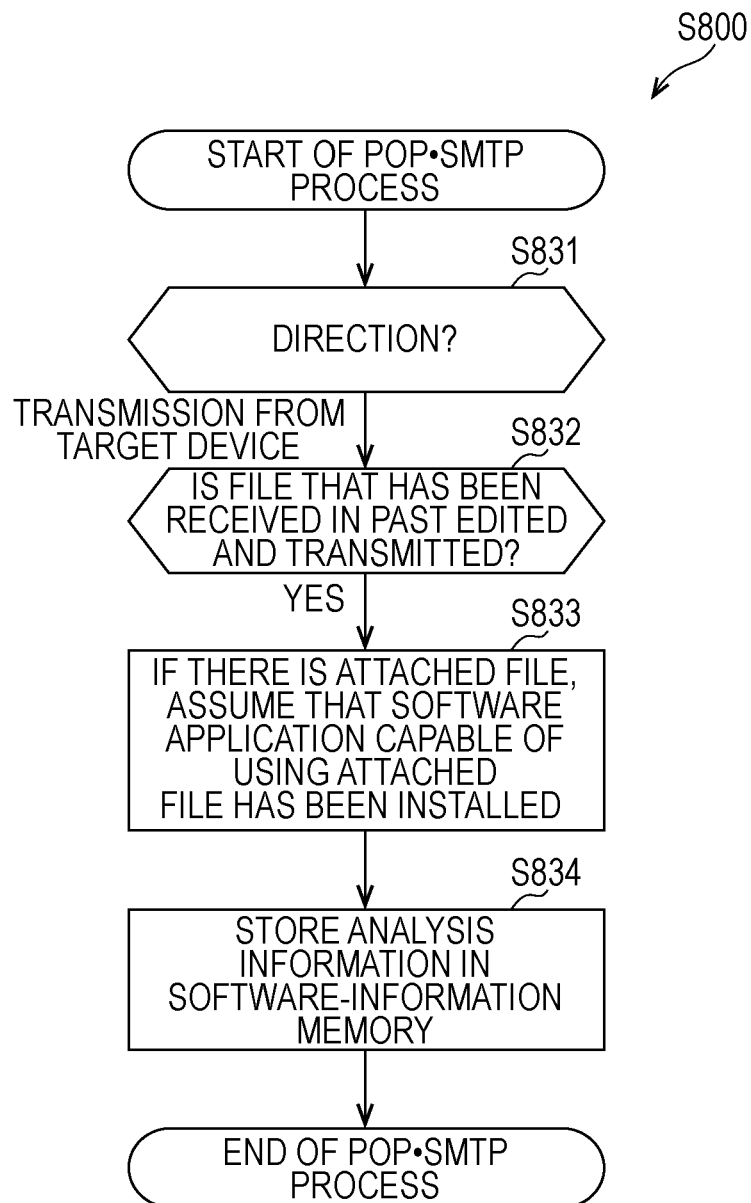 S800
START OF POP•SMTP
PROCESS
S831
DIRECTION?
TRANSMISSION FROM
TARGET DEVICE
S832
IS FILE THAT HAS BEEN
RECEIVED IN PAST EDITED
AND TRANSMITTED?
YES
S833
IF THERE IS ATTACHED FILE,
ASSUME THAT SOFTWARE
APPLICATION CAPABLE OF
USING ATTACHED
FILE HAS BEEN INSTALLED
S834
STORE ANALYSIS
INFORMATION IN
SOFTWARE-INFORMATION
MEMORY
END OF POP•SMTP
PROCESS